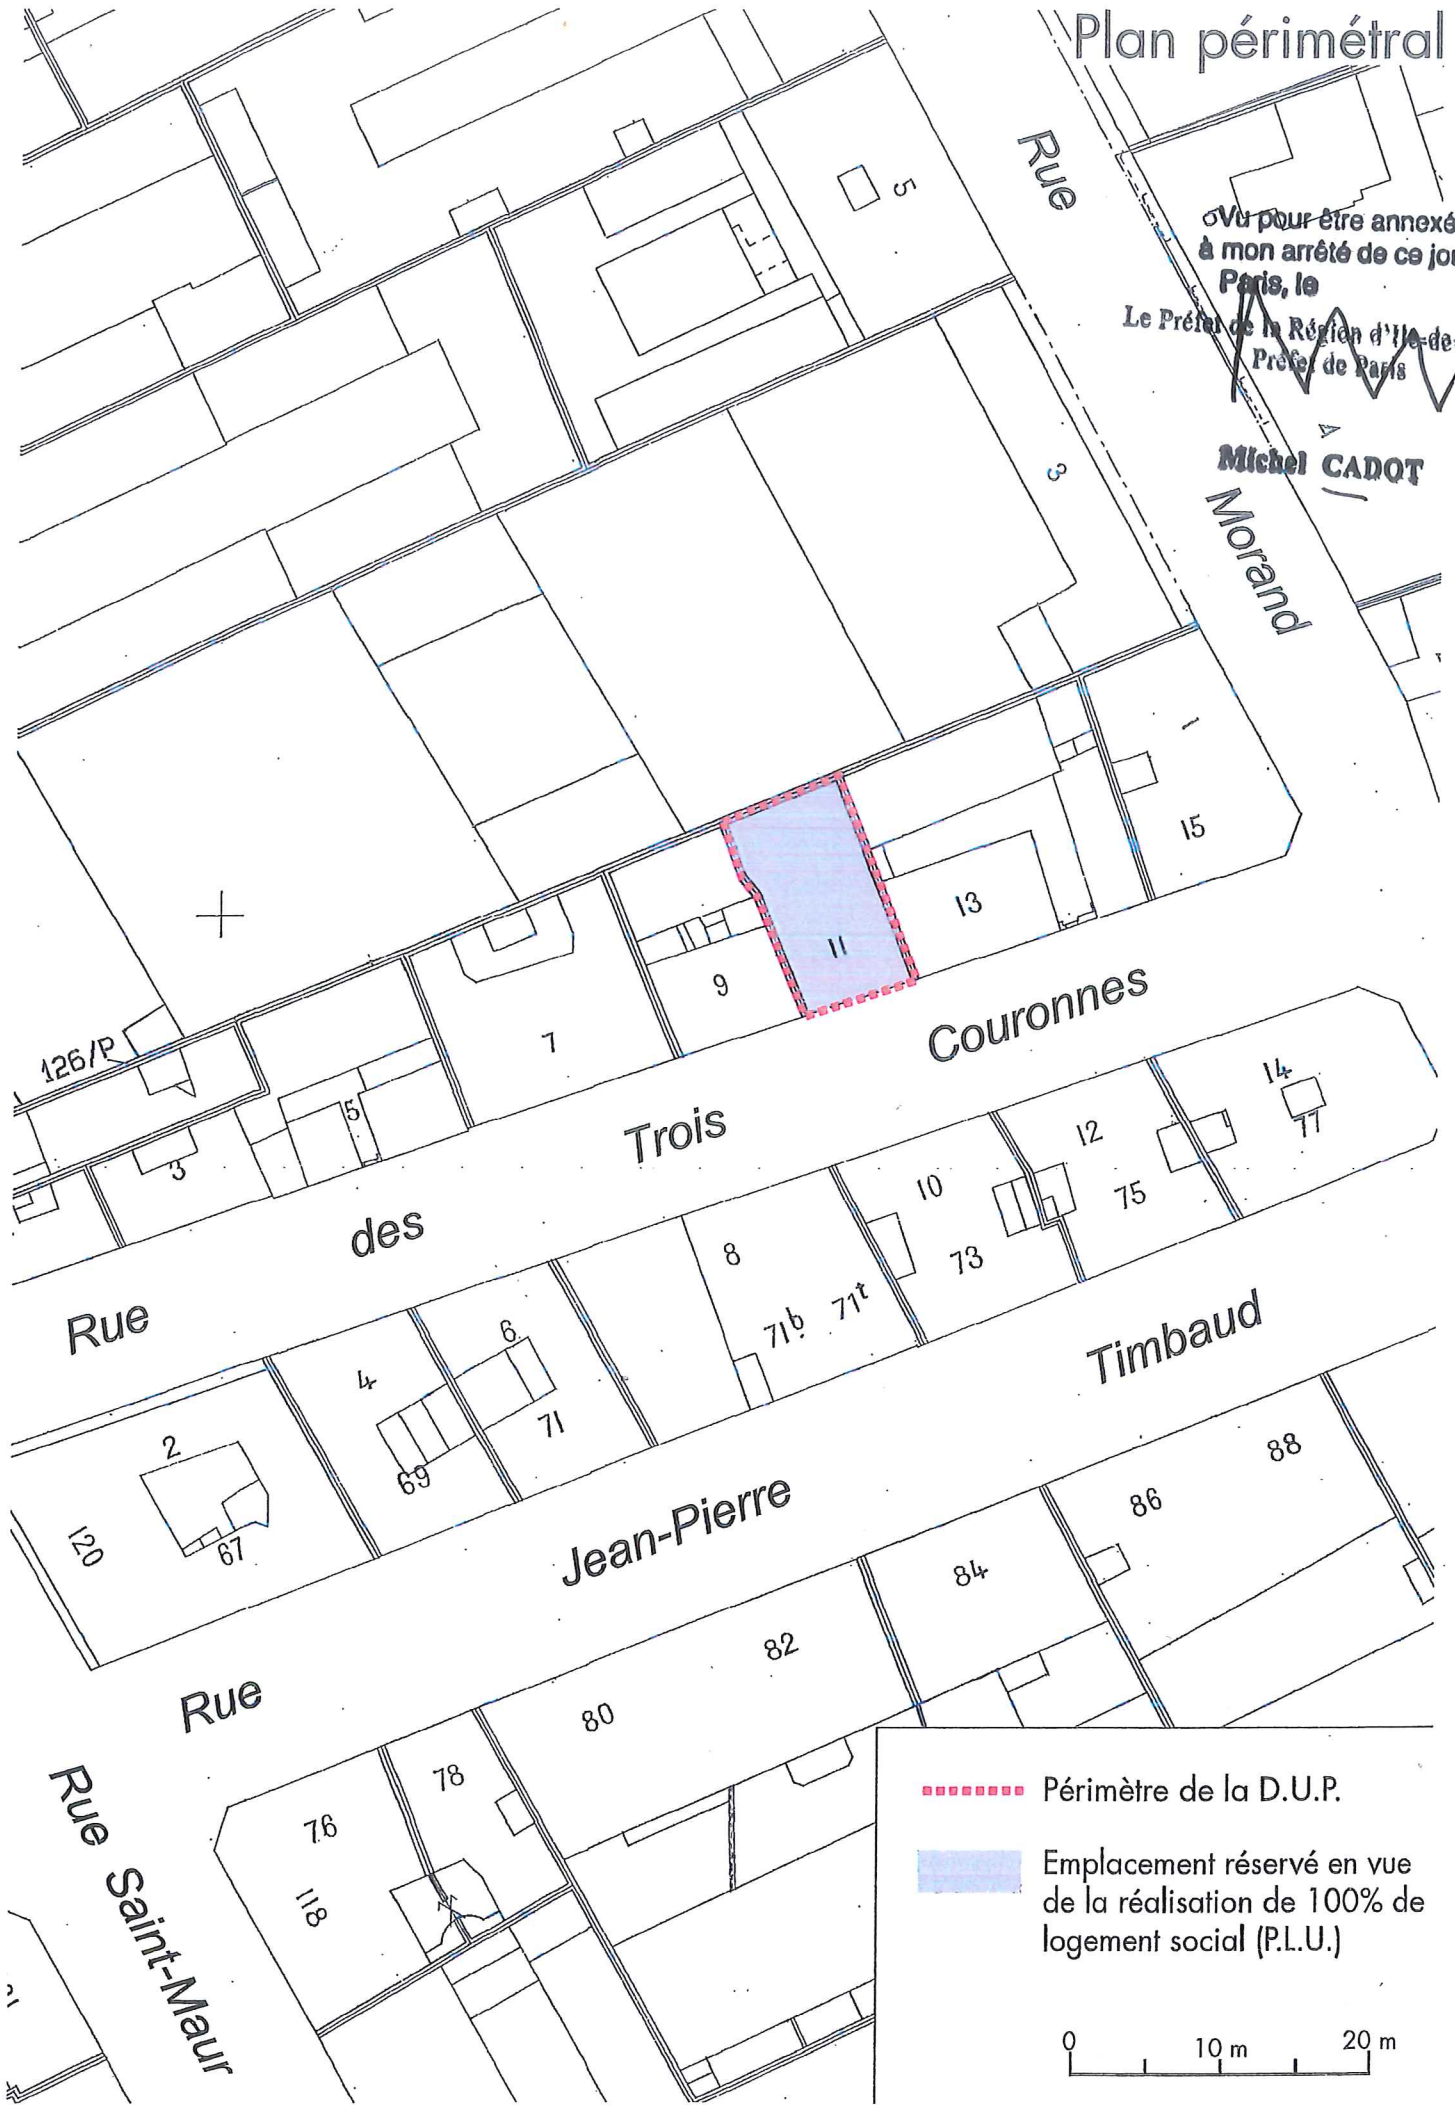 Plan périmétral
Rue
5
Vu pour être annexé
à mon arrêté de ce jou
Paris, le
Le Préfet de la Région d'Ile-de-
Préfet de Paris
3
Michel CADOT
Morand
1
15
13
11
9
7
Couronnes
126/P
5
3
Trois
14
12
77
10
75
des
8
73
Rue
71b
71t
6
4
Timbaud
71
2
69
88
86
Jean-Pierre
120
67
84
82
Rue
80
78
Rue Saint-Maur
76
118
Périmètre de la D.U.P.
Emplacement réservé en vue
de la réalisation de 100% de
logement social (P.L.U.)
0 10 m 20 m